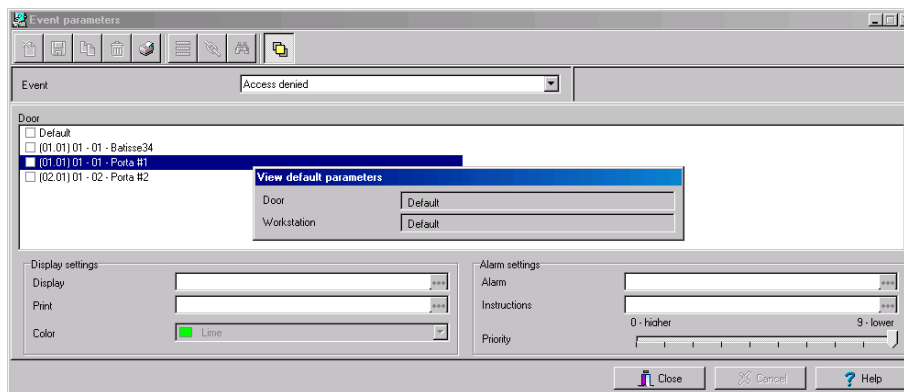 Event parameters
Event
Access denied
Door
Default
(01.01) 01 - 01 - Batisse34
(01.01) 01 - 01 - Porta #1
(02.01) 01 - 02 - Porta #2
View default parameters
Door
Default
Workstation
Default
Display settings
Display
Print
Color
Lime
Alarm settings
Alarm
Instructions
0 - higher
9 - lower
Priority
Close
Cancel
Help